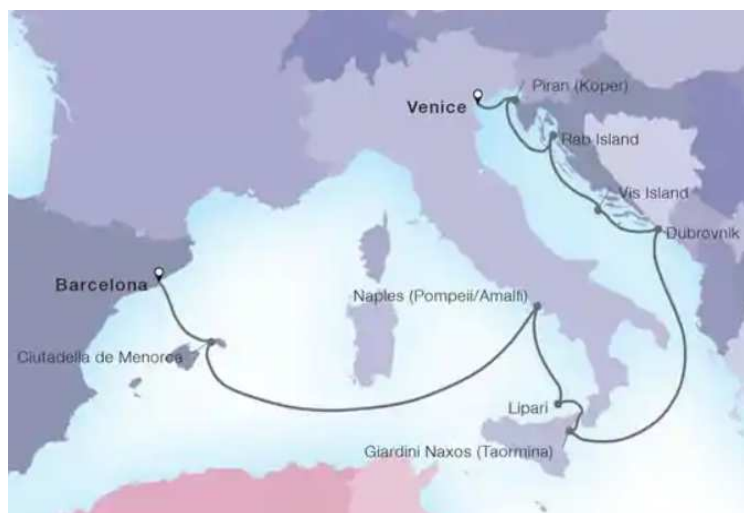 Piran (Koper)
Venice
Rab Island
Vis Island
Dubrovnik
Barcelona
Naples (Pompeii/Amalfi)
Ciutadella de Menorca
Lipari
Giardini Naxos (Taormina)